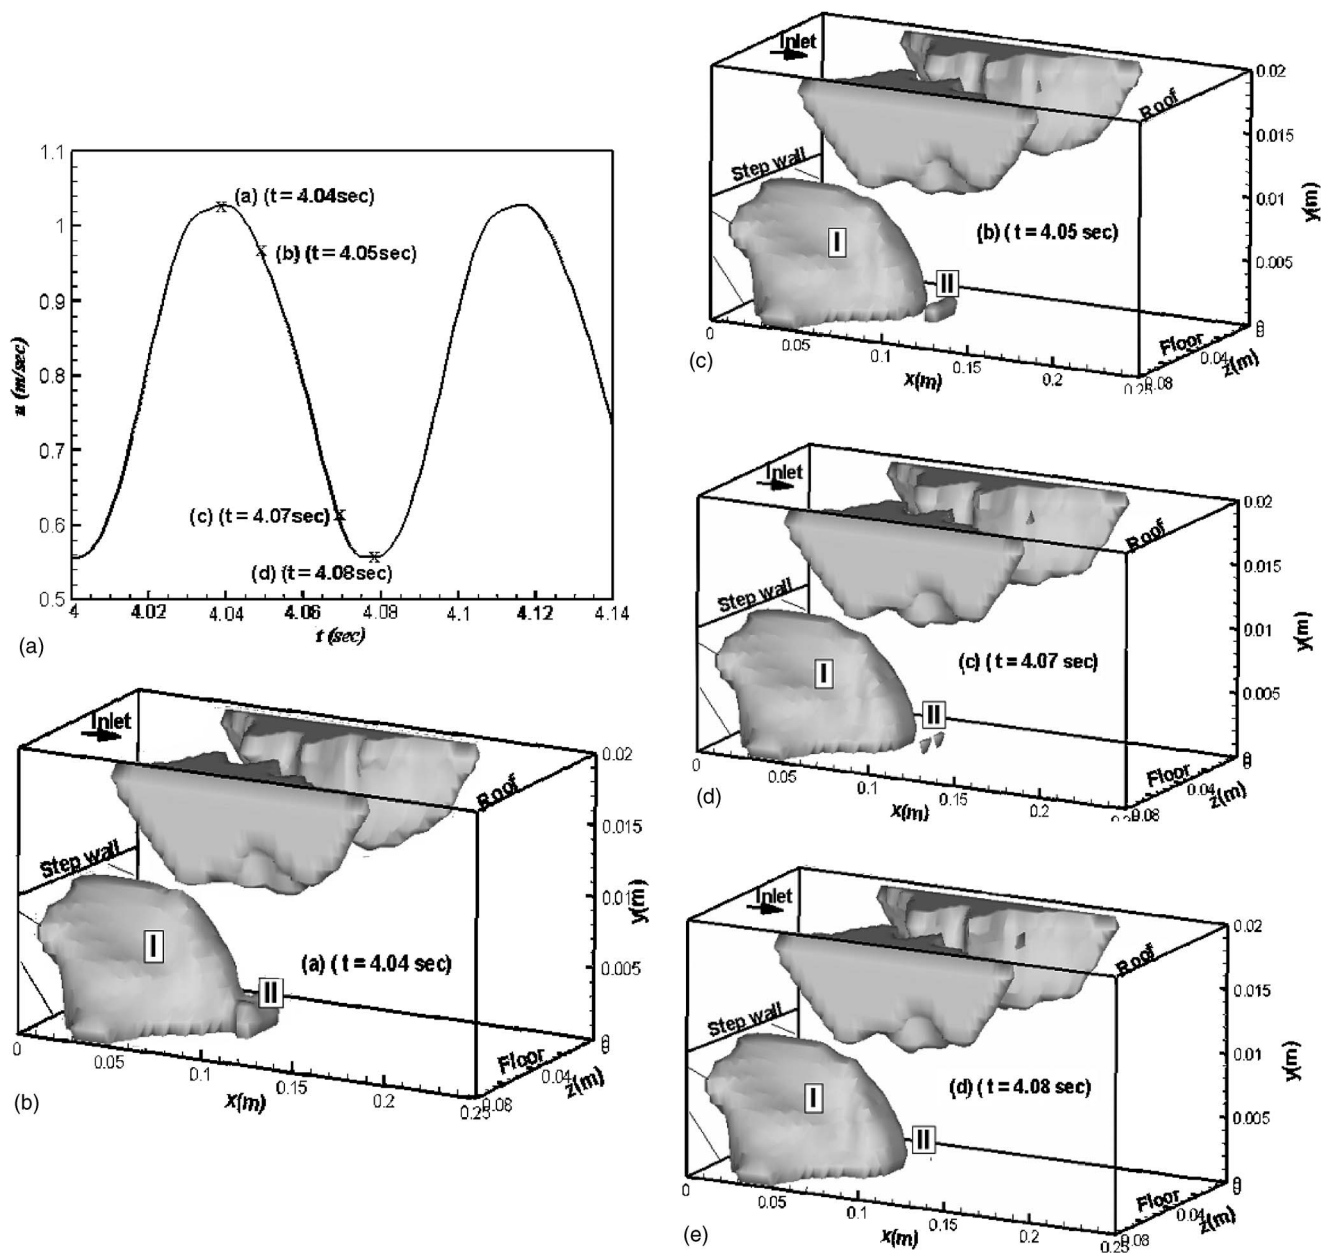 1.1
1
0.9
0.8
0.7
0.6
0.5
u (m/sec)
(a) (t = 4.04sec)
(b) (t = 4.05sec)
(c) (t = 4.07sec)
(d) (t = 4.08sec)
4 4.02 4.04 4.06 4.08 4.1 4.12 4.14
t (sec)
(a)
Inlet
Roof
Step wall
I
II
(a) ( t = 4.04 sec)
0.02
0.015
0.01
0.005
y(m)
0 0.05 0.1 0.15 0.2 0.25
x(m)
Floor
0.08 0.04
z(m)
(b)
Inlet
Roof
Step wall
I
II
(b) ( t = 4.05 sec)
0.02
0.015
0.01
0.005
y(m)
0 0.05 0.1 0.15 0.2
x(m)
Floor
0.08 0.04
z(m)
(c)
Inlet
Roof
Step wall
I
II
(c) ( t = 4.07 sec)
0.02
0.015
0.01
0.005
y(m)
0 0.05 0.1 0.15 0.2
x(m)
Floor
0.08 0.04
z(m)
(d)
Inlet
Roof
Step wall
I
II
(d) ( t = 4.08 sec)
0.02
0.015
0.01
0.005
y(m)
0 0.05 0.1 0.15 0.2 0.25
x(m)
Floor
0.08 0.04
z(m)
(e)